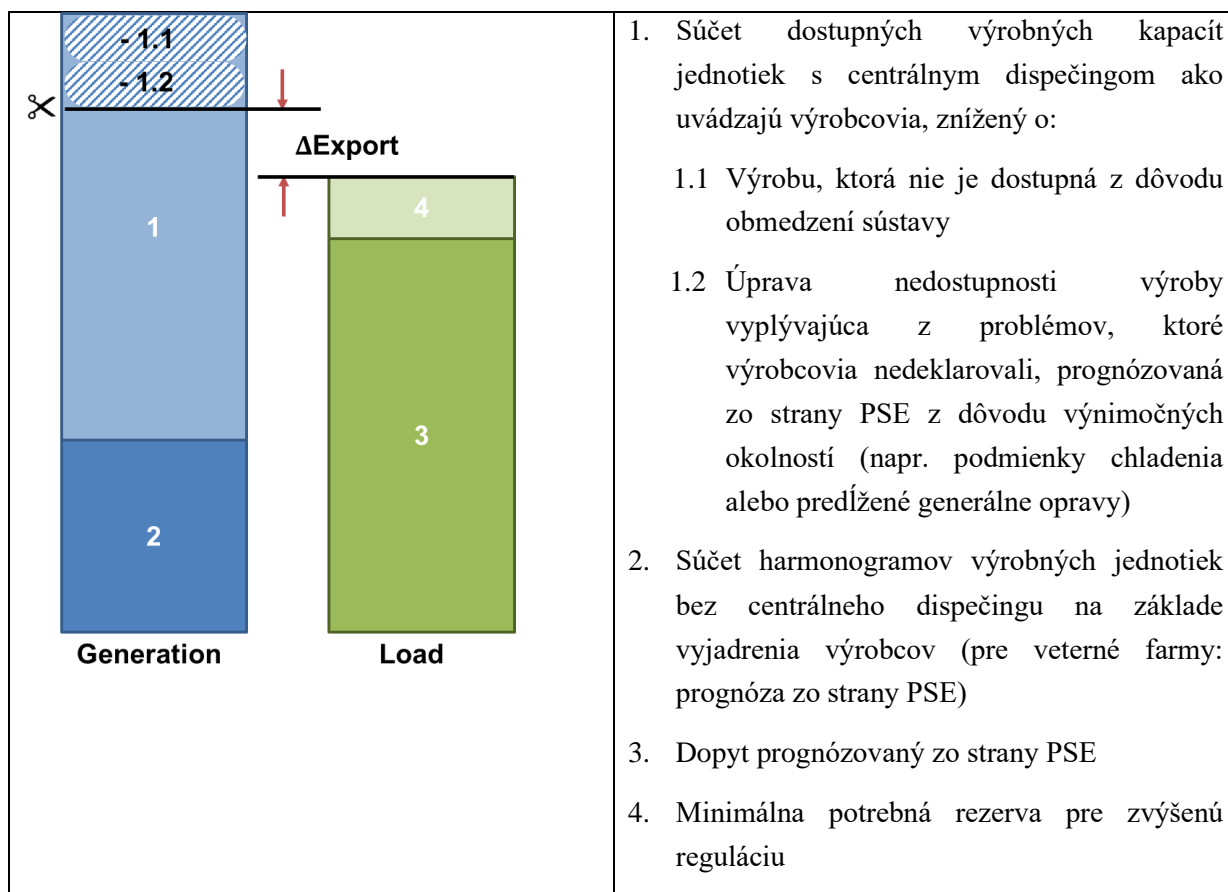 - 1.1
- 1.2
ΔExport
1
4
3
2
Generation
Load
1. Súčet dostupných výrobných kapacít
jednotiek s centrálnym dispečingom ako
uvádzajú výrobcovia, znížený o:
1.1 Výrobu, ktorá nie je dostupná z dôvodu
obmedzení sústavy
1.2 Úprava nedostupnosti výroby
vyplývajúca z problémov, ktoré
výrobcovia nedeklarovali, prognózovaná
zo strany PSE z dôvodu výnimočných
okolností (napr. podmienky chladenia
alebo predĺžené generálne opravy)
2. Súčet harmonogramov výrobných jednotiek
bez centrálneho dispečingu na základe
vyjadrenia výrobcov (pre veterné farmy:
prognóza zo strany PSE)
3. Dopyt prognózovaný zo strany PSE
4. Minimálna potrebná rezerva pre zvýšenú
reguláciu